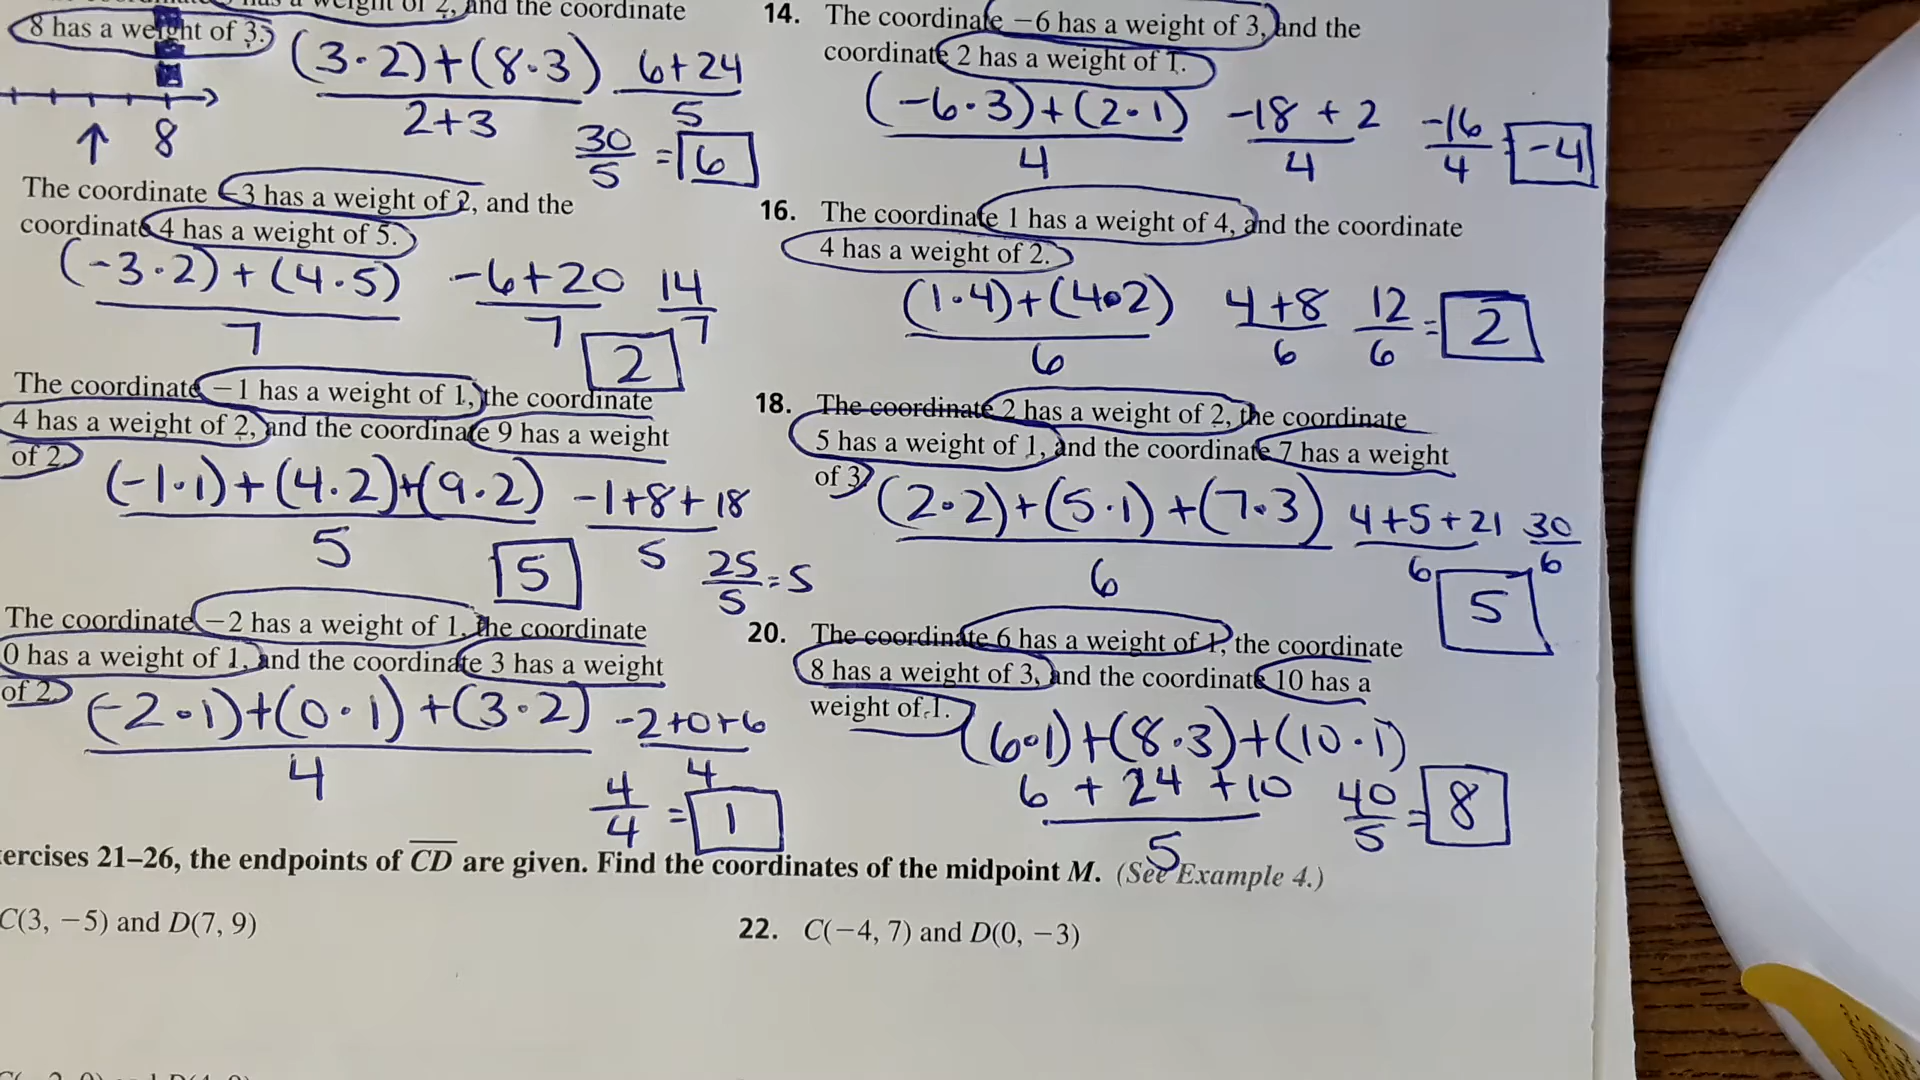 has a weight of 2, and the coordinate
8 has a weight of 3.
(3·2)+(8·3)
2+3
6+24
5
30
5
= 6
8
The coordinate −3 has a weight of 2, and the
coordinate 4 has a weight of 5.
(-3·2)+(4·5)
7
-6+20
7
14
7
2
The coordinate −1 has a weight of 1, the coordinate
4 has a weight of 2, and the coordinate 9 has a weight
of 2.
(-1·1)+(4·2)+(9·2)
5
-1+8+18
5
25
5
=5
5
The coordinate −2 has a weight of 1, the coordinate
0 has a weight of 1, and the coordinate 3 has a weight
of 2.
(-2·1)+(0·1)+(3·2)
4
-2+0+6
4
4
4
= 1
14. The coordinate −6 has a weight of 3, and the
coordinate 2 has a weight of 1.
(-6·3)+(2·1)
4
-18+2
4
-16
4
= -4
16. The coordinate 1 has a weight of 4, and the coordinate
4 has a weight of 2.
(1·4)+(4·2)
6
4+8
6
12
6
= 2
18. The coordinate 2 has a weight of 2, the coordinate
5 has a weight of 1, and the coordinate 7 has a weight
of 3.
(2·2)+(5·1)+(7·3)
6
4+5+21
6
30
6
5
20. The coordinate 6 has a weight of 1, the coordinate
8 has a weight of 3, and the coordinate 10 has a
weight of 1.
(6·1)+(8·3)+(10·1)
6 + 24 + 10
5
40
5
= 8
ercises 21–26, the endpoints of CD are given. Find the coordinates of the midpoint M. (See Example 4.)
C(3, −5) and D(7, 9)
22. C(−4, 7) and D(0, −3)